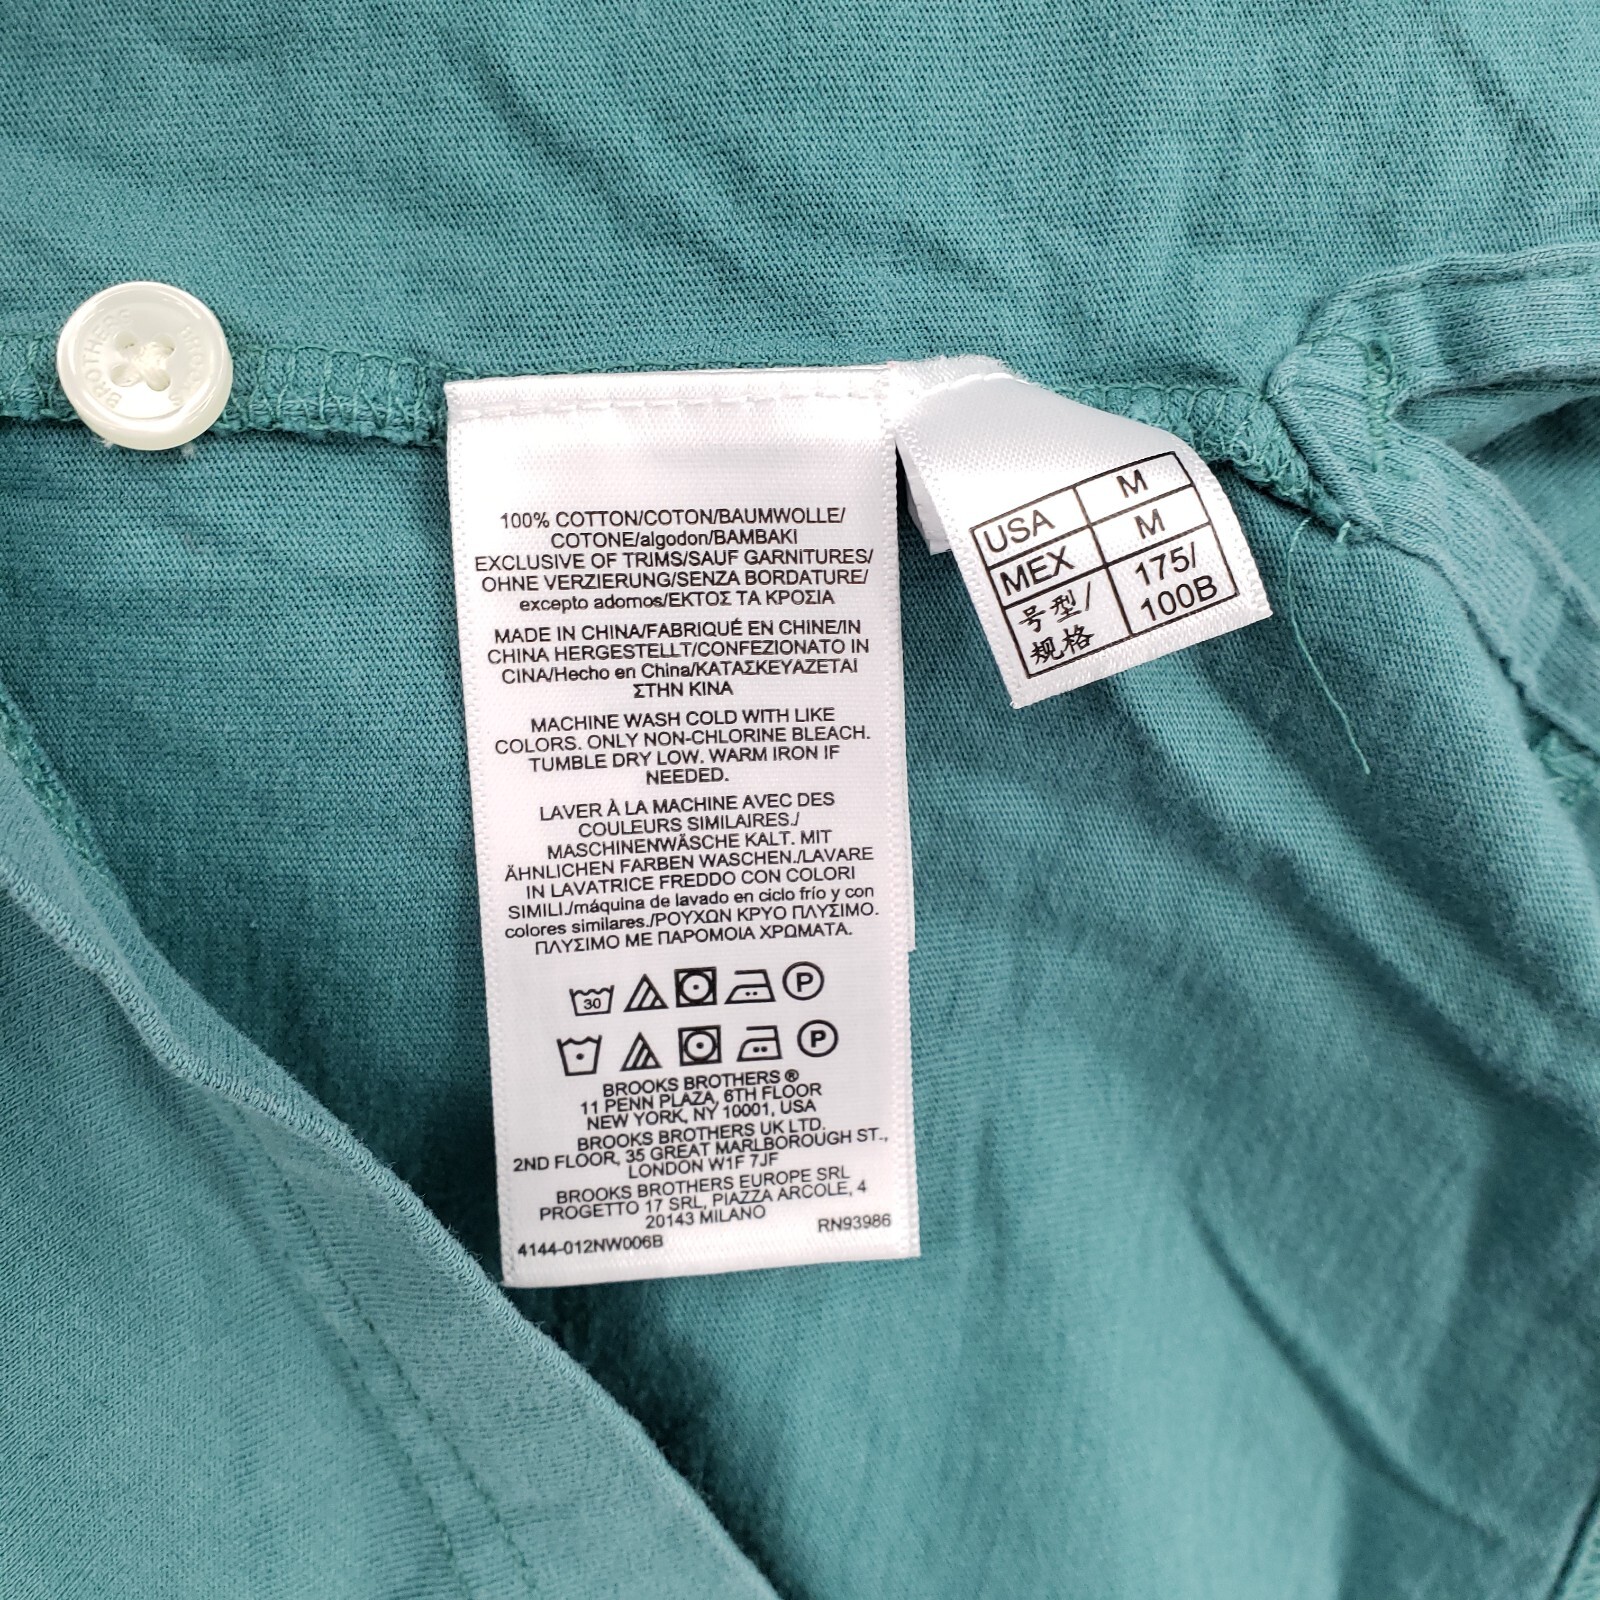 BROOKS
BROTHERS
100% COTTON/COTON/BAUMWOLLE/
COTONE/algodon/BAMBAKI
EXCLUSIVE OF TRIMS/SAUF GARNITURES/
OHNE VERZIERUNG/SENZA BORDATURE/
excepto adornos/ΕΚΤΟΣ ΤΑ ΚΡΟΣΙΑ
MADE IN CHINA/FABRIQUÉ EN CHINE/IN
CHINA HERGESTELLT/CONFEZIONATO IN
CINA/Hecho en China/ΚΑΤΑΣΚΕΥΑΖΕΤΑΙ
ΣΤΗΝ ΚΙΝΑ
MACHINE WASH COLD WITH LIKE
COLORS. ONLY NON-CHLORINE BLEACH.
TUMBLE DRY LOW. WARM IRON IF
NEEDED.
LAVER À LA MACHINE AVEC DES
COULEURS SIMILAIRES./
MASCHINENWÄSCHE KALT. MIT
ÄHNLICHEN FARBEN WASCHEN./LAVARE
IN LAVATRICE FREDDO CON COLORI
SIMILI./máquina de lavado en ciclo frío y con
colores similares./ΡΟΥΧΩΝ ΚΡΥΟ ΠΛΥΣΙΜΟ.
ΠΛΥΣΙΜΟ ΜΕ ΠΑΡΟΜΟΙΑ ΧΡΩΜΑΤΑ.
30 P
P
BROOKS BROTHERS ®
11 PENN PLAZA, 6TH FLOOR
NEW YORK, NY 10001, USA
BROOKS BROTHERS UK LTD.
2ND FLOOR, 35 GREAT MARLBOROUGH ST.,
LONDON W1F 7JF
BROOKS BROTHERS EUROPE SRL
PROGETTO 17 SRL, PIAZZA ARCOLE, 4
20143 MILANO
RN93986
4144-012NW006B
USA M
MEX M
号型/ 175/
规格 100B